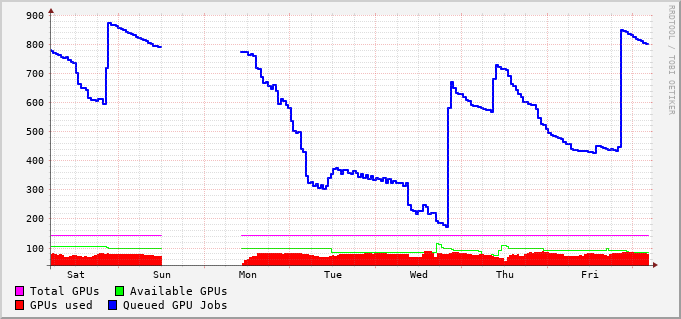 900
800
700
600
500
400
300
200
100
Sat Sun Mon Tue Wed Thu Fri
Total GPUs Available GPUs
GPUs used Queued GPU Jobs
RRDTOOL / TOBI OETIKER